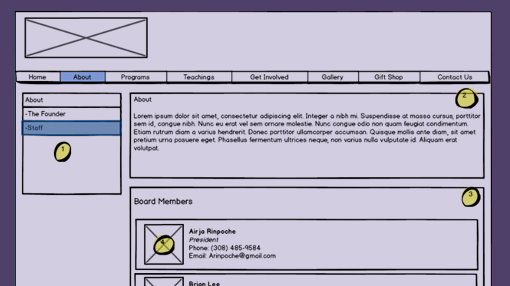 Home About Programs Teachings Get Involved Gallery Gift Shop Contact Us
About
-The Founder
-Staff
1
About
2
Lorem ipsum dolor sit amet, consectetur adipiscing elit. Integer a nibh mi. Suspendisse at massa cursus, porttitor
sem id, congue nibh. Nunc eu erat vel sem ornare molestie. Nunc congue odio non quam feugiat condimentum.
Etiam rutrum diam a varius hendrerit. Donec porttitor ullamcorper accumsan. Quisque mollis ante diam, sit amet
pretium urna posuere eget. Phasellus fermentum ultrices neque, non varius nulla vulputate id. Aliquam erat
volutpat.
3
Board Members
4
Airja Rinpoche
President
Phone: (308) 485-9584
Email: Arinpoche@gmail.com
Brian Lee